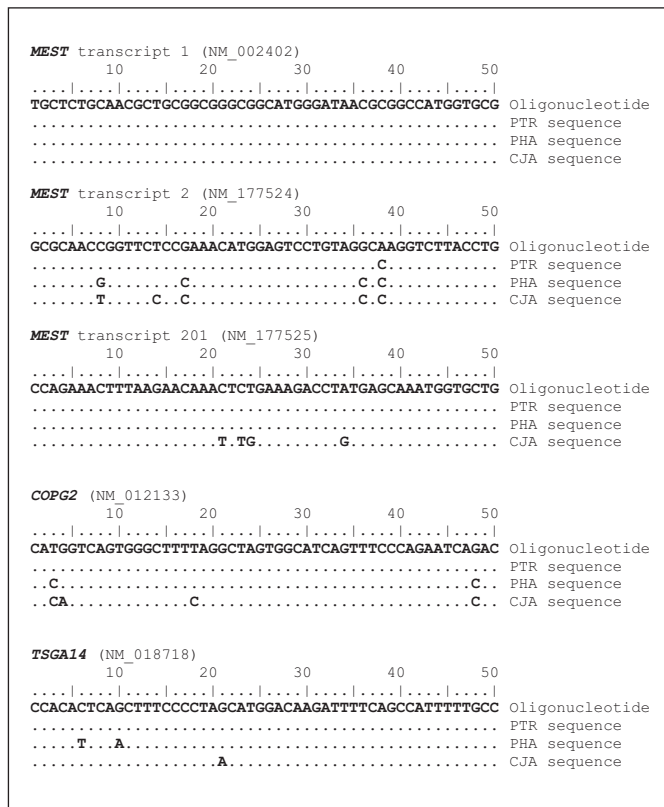 MEST transcript 1 (NM_002402)
10 20 30 40 50
....|....|....|....|....|....|....|....|....|....|
TGCTCTGCAACGCTGCGGCGGGCGGCATGGGATAACGCGGCCATGGTGCG Oligonucleotide
.................................................. PTR sequence
.................................................. PHA sequence
.................................................. CJA sequence
MEST transcript 2 (NM_177524)
10 20 30 40 50
....|....|....|....|....|....|....|....|....|....|
GCGCAACCGGTTCTCCGAAACATGGAGTCCTGTAGGCAAGGTCTTACCTG Oligonucleotide
.....................................C............ PTR sequence
.......G........C..................C.C............ PHA sequence
.......T.....C..C..................C.C............ CJA sequence
MEST transcript 201 (NM_177525)
10 20 30 40 50
....|....|....|....|....|....|....|....|....|....|
CCAGAAACTTTAAGAACAAACTCTGAAAGACCTATGAGCAAATGGTGCTG Oligonucleotide
.................................................. PTR sequence
.................................................. PHA sequence
....................T.TG.........G................ CJA sequence
COPG2 (NM_012133)
10 20 30 40 50
....|....|....|....|....|....|....|....|....|....|
CATGGTCAGTGGGCTTTTAGGCTAGTGGCATCAGTTTCCCAGAATCAGAC Oligonucleotide
.................................................. PTR sequence
..C............................................C.. PHA sequence
..CA.............C.............................C.. CJA sequence
TSGA14 (NM_018718)
10 20 30 40 50
....|....|....|....|....|....|....|....|....|....|
CCACACTCAGCTTTCCCCTAGCATGGACAAGATTTTCAGCCATTTTTGCC Oligonucleotide
.................................................. PTR sequence
.....T...A........................................ PHA sequence
....................A............................. CJA sequence